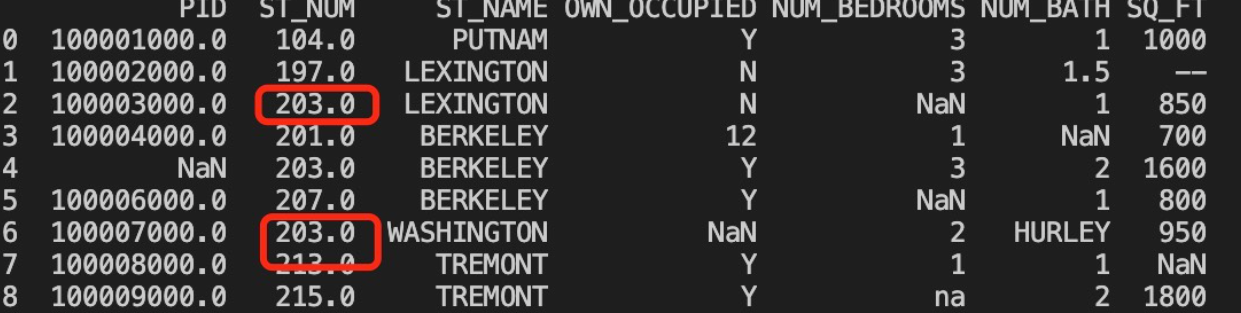 PID ST_NUM ST_NAME OWN_OCCUPIED NUM_BEDROOMS NUM_BATH SQ_FT
0 100001000.0 104.0 PUTNAM Y 3 1 1000
1 100002000.0 197.0 LEXINGTON N 3 1.5 --
2 100003000.0 203.0 LEXINGTON N NaN 1 850
3 100004000.0 201.0 BERKELEY 12 1 NaN 700
4 NaN 203.0 BERKELEY Y 3 2 1600
5 100006000.0 207.0 BERKELEY Y NaN 1 800
6 100007000.0 203.0 WASHINGTON NaN 2 HURLEY 950
7 100008000.0 213.0 TREMONT Y 1 1 NaN
8 100009000.0 215.0 TREMONT Y na 2 1800